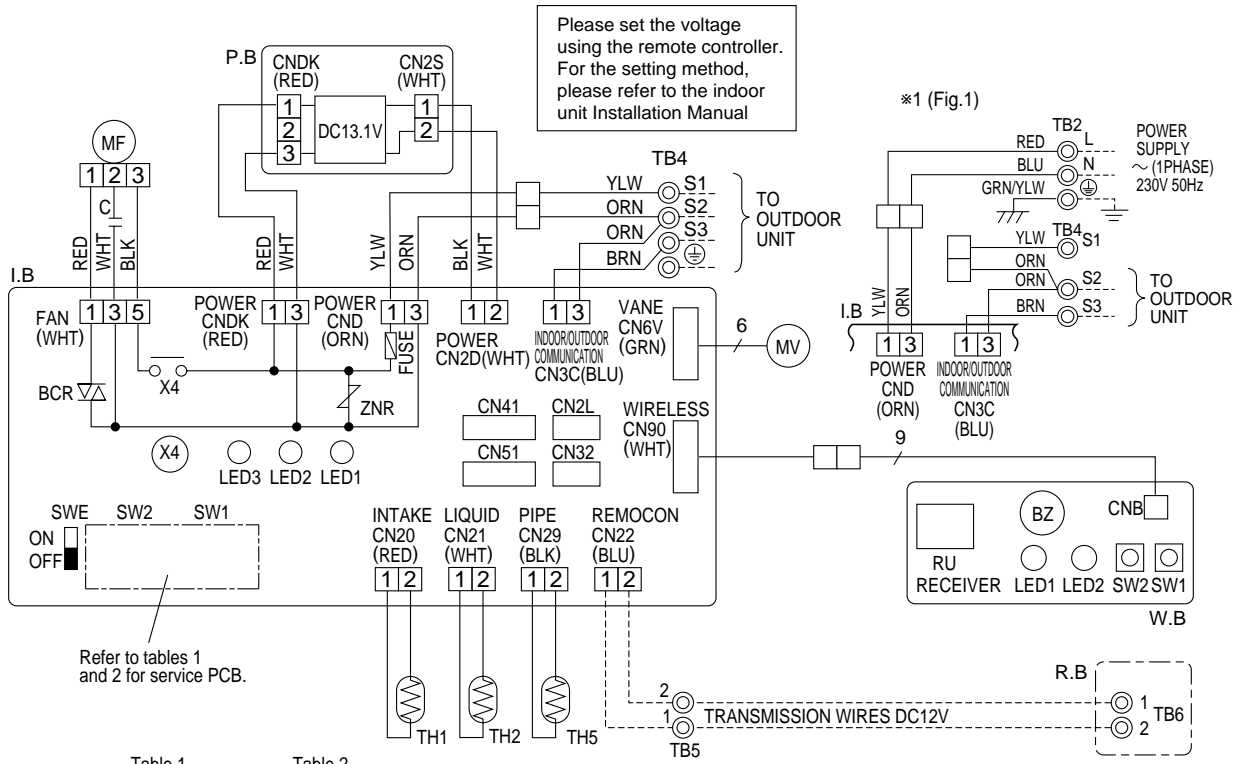 Please set the voltage
using the remote controller.
For the setting method,
please refer to the indoor
unit Installation Manual
P.B
CNDK
(RED)
CN2S
(WHT)
1
2
3
DC13.1V
1
2
MF
1 2 3
C
RED
WHT
BLK
RED
WHT
YLW
ORN
BLK
WHT
TB4
YLW
S1
ORN
S2
ORN
S3
BRN
TO
OUTDOOR
UNIT
※1 (Fig.1)
TB2
RED
L
BLU
N
GRN/YLW
POWER
SUPPLY
~(1PHASE)
230V 50Hz
YLW
TB4
S1
ORN
ORN
S2
BRN
S3
TO
OUTDOOR
UNIT
YLW
ORN
I.B
1 3
POWER
CND
(ORN)
1 3
INDOOR/OUTDOOR
COMMUNICATION
CN3C
(BLU)
I.B
FAN
(WHT)
1 3 5
POWER
CNDK
(RED)
1 3
POWER
CND
(ORN)
1 3
FUSE
1 2
POWER
CN2D(WHT)
1 3
INDOOR/OUTDOOR
COMMUNICATION
CN3C(BLU)
VANE
CN6V
(GRN)
6
MV
BCR
X4
ZNR
X4
LED3 LED2 LED1
CN41
CN2L
CN51
CN32
WIRELESS
CN90
(WHT)
9
CNB
BZ
RU
RECEIVER
LED1 LED2 SW2 SW1
W.B
SWE
SW2
SW1
ON
OFF
INTAKE
CN20
(RED)
1 2
LIQUID
CN21
(WHT)
1 2
PIPE
CN29
(BLK)
1 2
REMOCON
CN22
(BLU)
1 2
Refer to tables 1
and 2 for service PCB.
TH1
TH2
TH5
2
1
TB5
TRANSMISSION WIRES DC12V
R.B
1
2
TB6
Table 1
Table 2